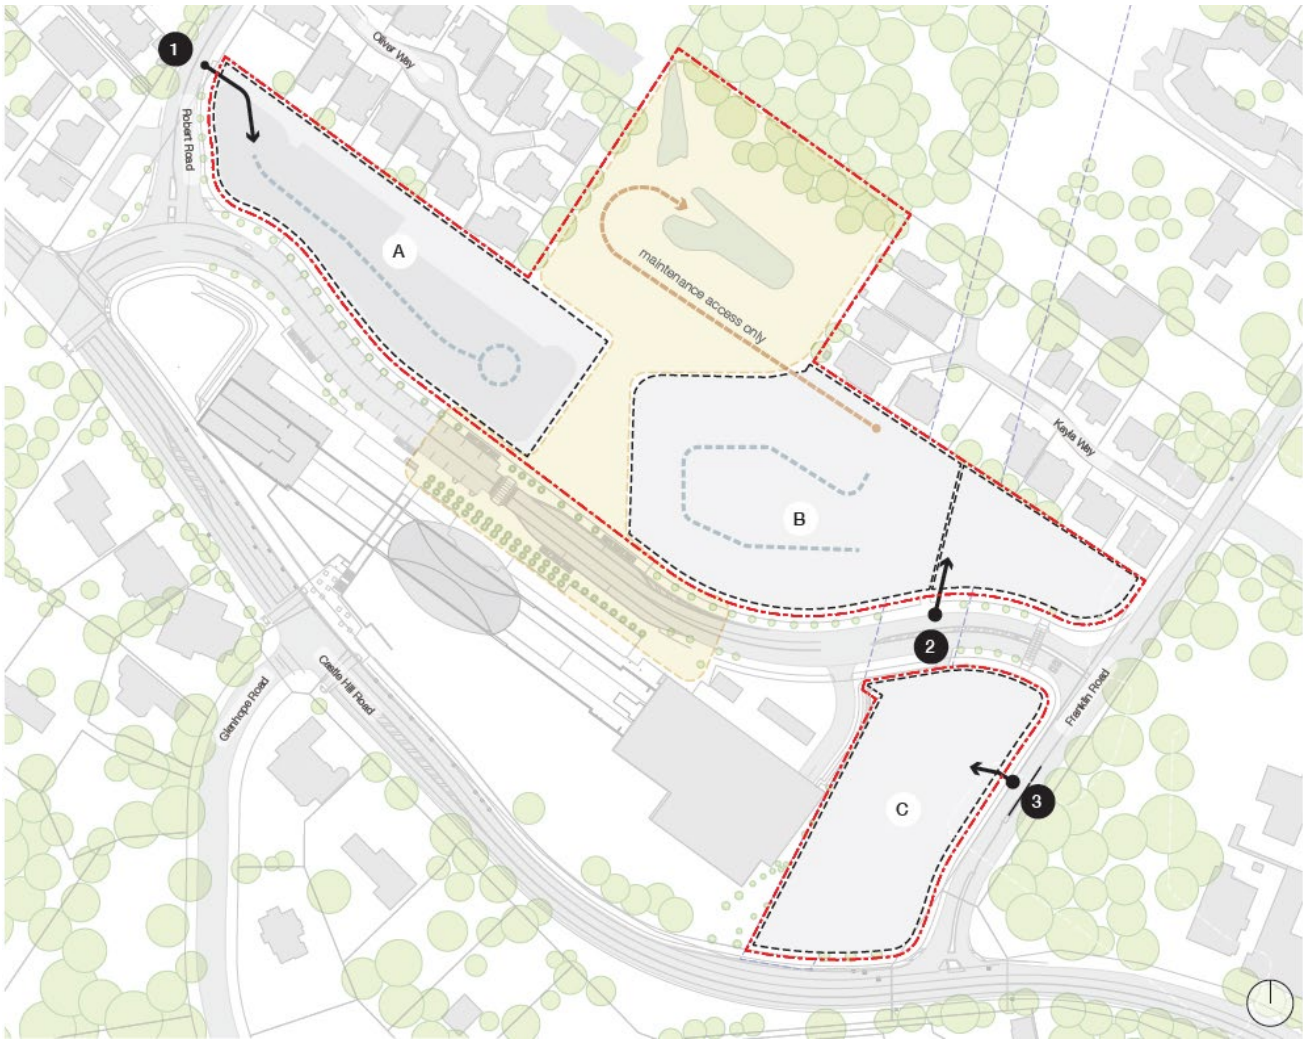 1
Oliver Way
Robert Road
A
maintenance access only
Kayla Way
B
2
Castle Hill Road
Glenhope Road
Franklin Road
C
3